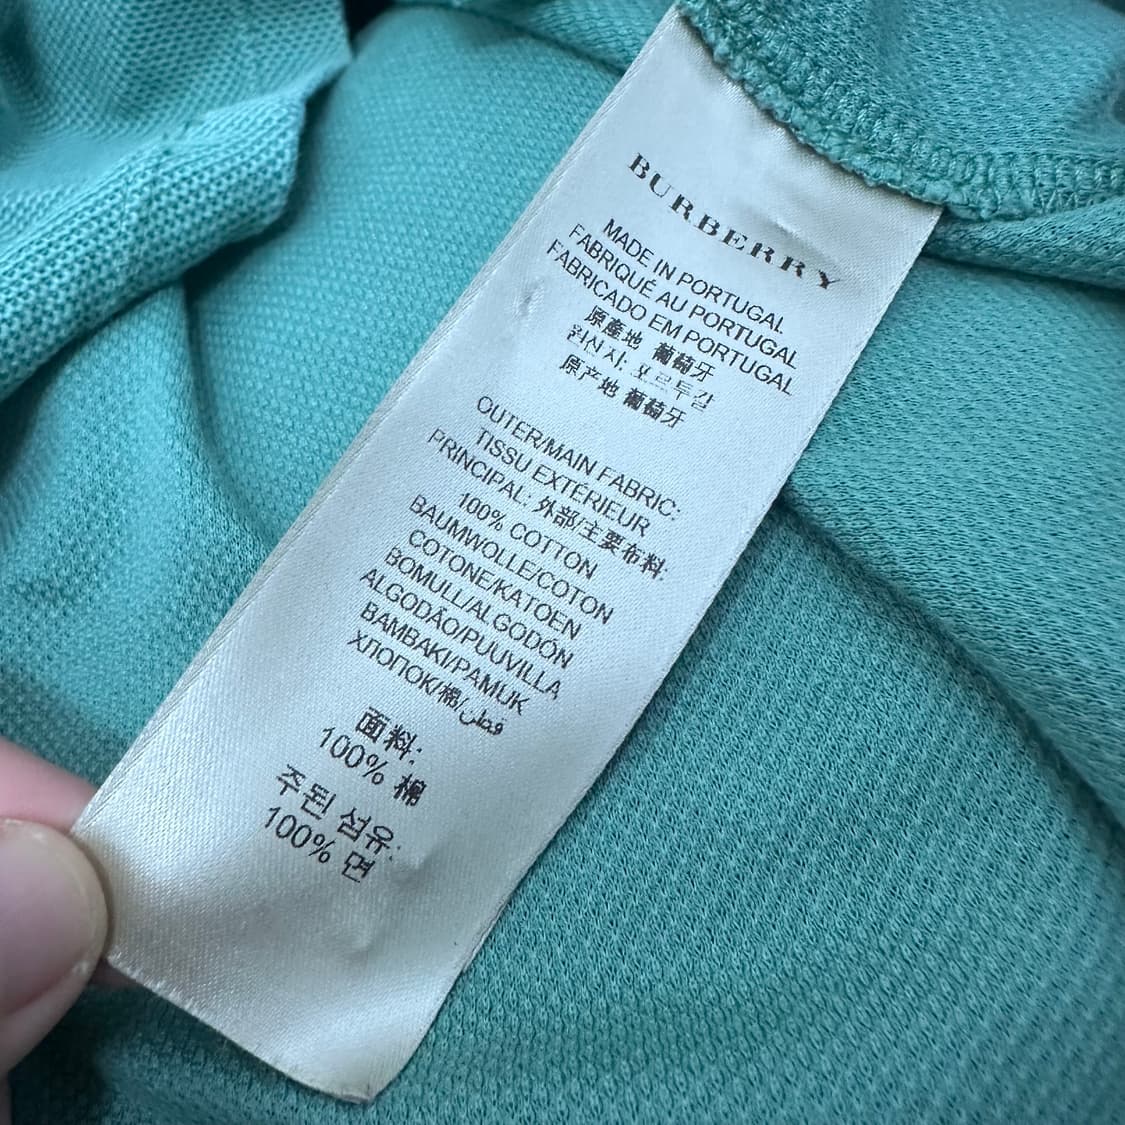 BURBERRY
MADE IN PORTUGAL
FABRIQUÉ AU PORTUGAL
FABRICADO EM PORTUGAL
原產地 葡萄牙
원산지: 포르투갈
原产地 葡萄牙
OUTER/MAIN FABRIC:
TISSU EXTÉRIEUR
PRINCIPAL: 外部/主要布料:
100% COTTON
BAUMWOLLE/COTON
COTONE/KATOEN
BOMULL/ALGODÓN
ALGODÃO/PUUVILLA
BAMBAKI/PAMUK
ХЛОПОК/棉/قطن
面料:
100% 棉
주된 섬유:
100% 면